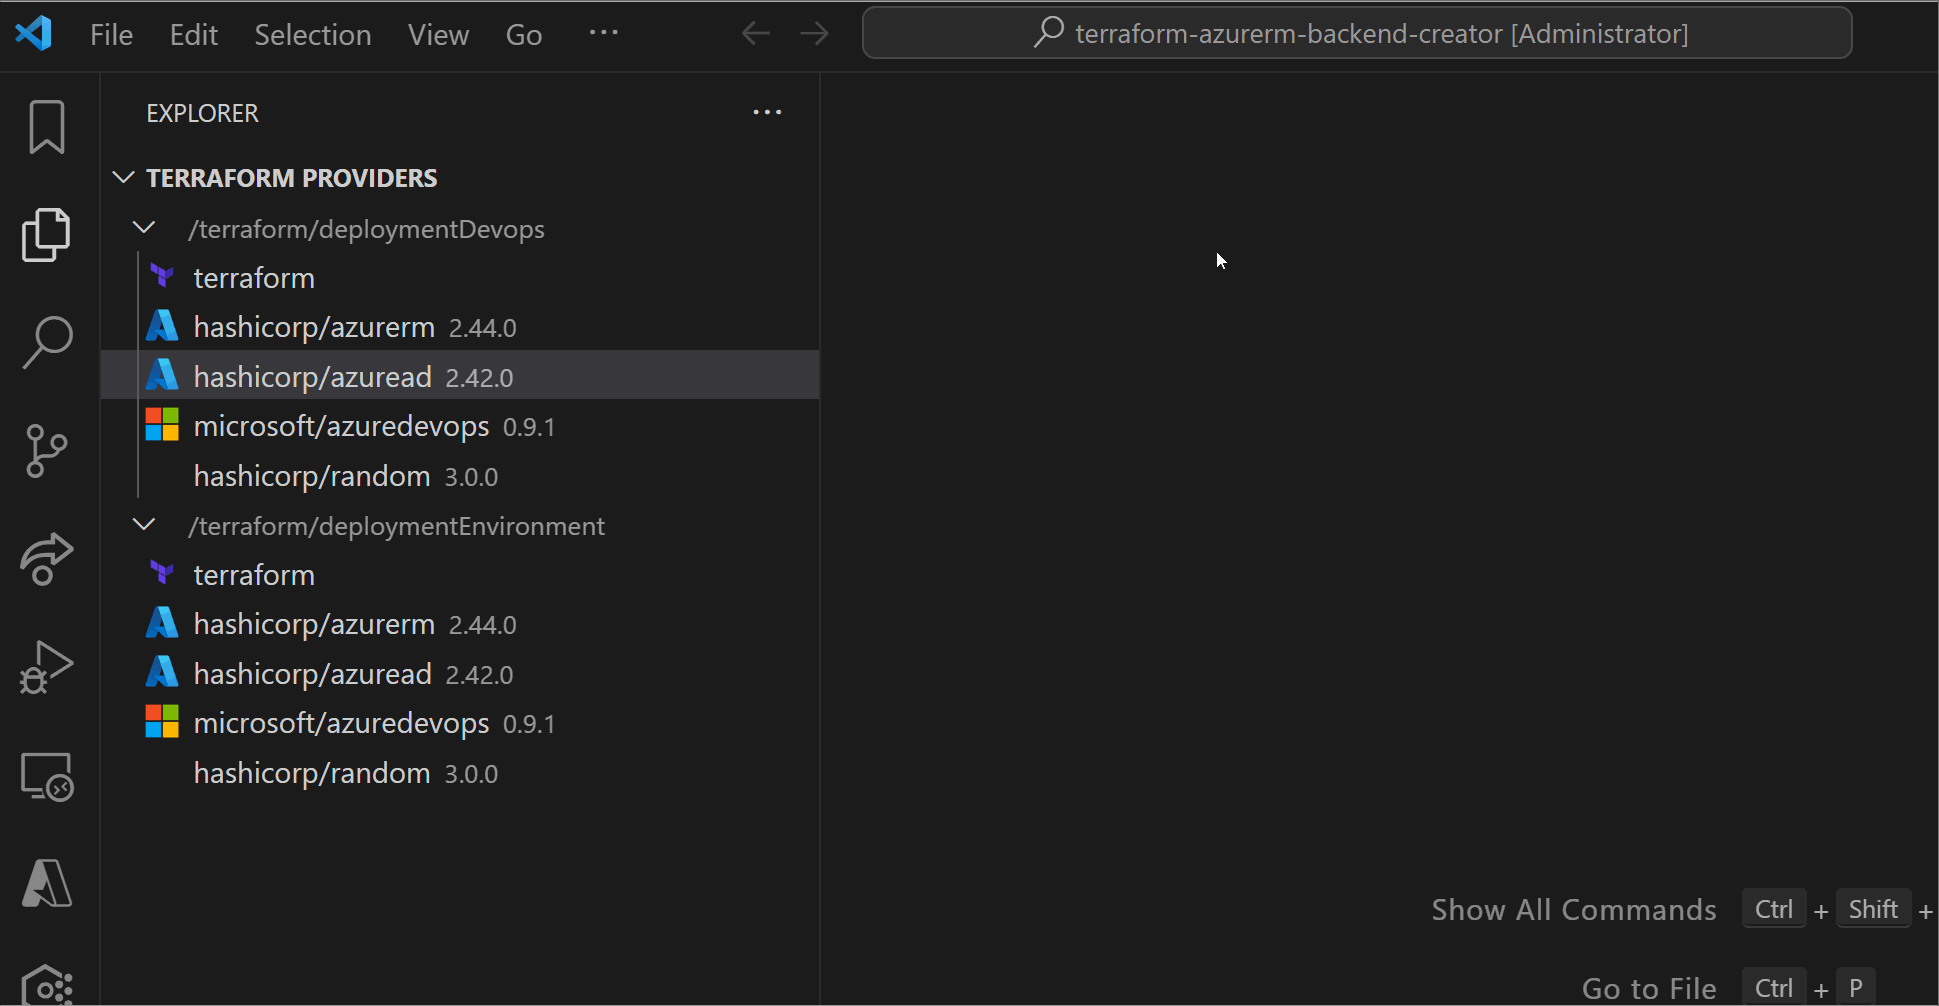 File Edit Selection View Go ··· terraform-azurerm-backend-creator [Administrator]
EXPLORER ···
TERRAFORM PROVIDERS
/terraform/deploymentDevops
terraform
hashicorp/azurerm 2.44.0
hashicorp/azuread 2.42.0
microsoft/azuredevops 0.9.1
hashicorp/random 3.0.0
/terraform/deploymentEnvironment
terraform
hashicorp/azurerm 2.44.0
hashicorp/azuread 2.42.0
microsoft/azuredevops 0.9.1
hashicorp/random 3.0.0
Show All Commands Ctrl + Shift +
Go to File Ctrl + P